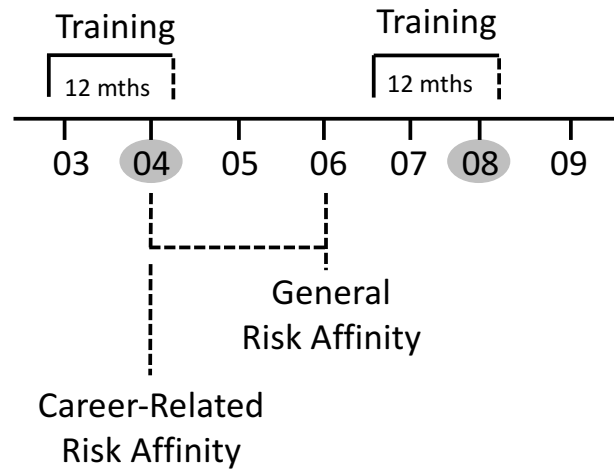 Training
Training
12 mths
12 mths
03 04 05 06 07 08 09
General
Risk Affinity
Career-Related
Risk Affinity